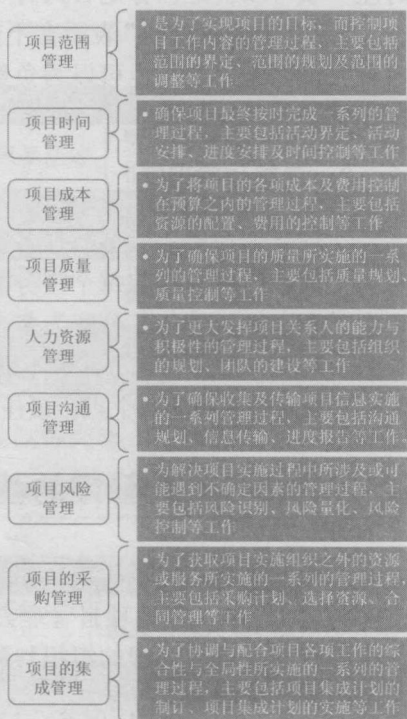 项目范围
管理
• 是为了实现项目的目标，而控制项
目工作内容的管理过程，主要包括
范围的界定、范围的规划及范围的
调整等工作
项目时间
管理
• 确保项目最终按时完成一系列的管
理过程，主要包括活动界定、活动
安排、进度安排及时间控制等工作
项目成本
管理
• 为了将项目的各项成本及费用控制
在预算之内的管理过程，主要包括
资源的配置、费用的控制等工作
项目质量
管理
• 为了确保项目的质量所实施的一系
列的管理过程，主要包括质量规划、
质量控制等工作
人力资源
管理
• 为了更大发挥项目关系人的能力与
积极性的管理过程，主要包括组织
的规划、团队的建设等工作
项目沟通
管理
• 为了确保收集及传输项目信息实施
的一系列管理过程，主要包括沟通
规划、信息传输、进度报告等工作。
项目风险
管理
• 为解决项目实施过程中所涉及或可
能遇到不确定因素的管理过程，主
要包括风险识别、风险量化、风险
控制等工作
项目的采
购管理
• 为了获取项目实施组织之外的资源
或服务所实施的一系列的管理过程，
主要包括采购计划、选择资源、合
同管理等工作
项目的集
成管理
• 为了协调与配合项目各项工作的综
合性与全局性所实施的一系列的管
理过程，主要包括项目集成计划的
制订、项目集成计划的实施等工作